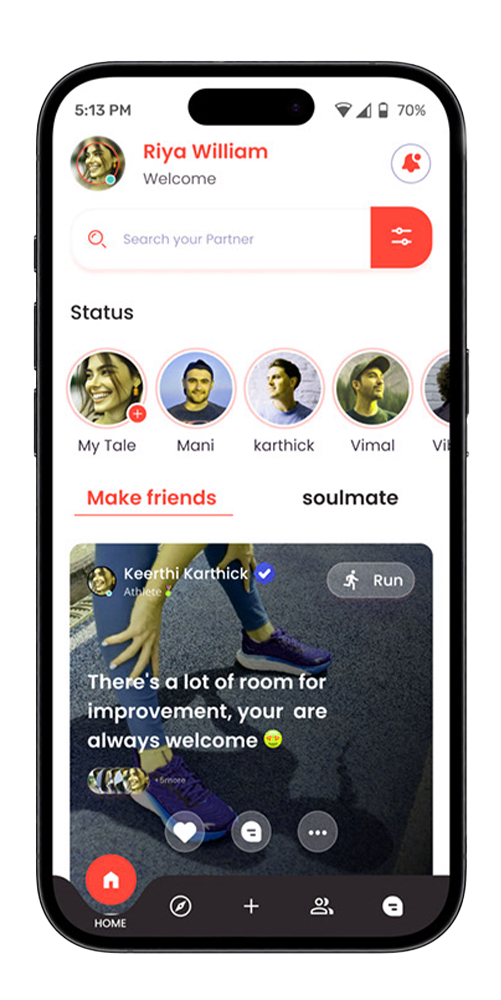 5:13 PM
70%
Riya William
Welcome
Search your Partner
Status
My Tale
Mani
karthick
Vimal
Vil
Make friends
soulmate
Keerthi Karthick
Athlete
Run
There's a lot of room for
improvement, your are
always welcome
+5more
HOME